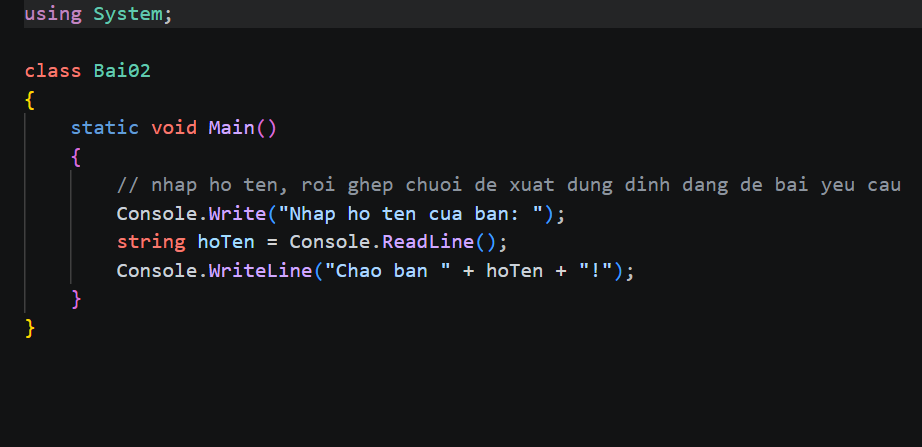 using System;
class Bai02
{
static void Main()
{
// nhap ho ten, roi ghep chuoi de xuat dung dinh dang de bai yeu cau
Console.Write("Nhap ho ten cua ban: ");
string hoTen = Console.ReadLine();
Console.WriteLine("Chao ban " + hoTen + "!");
}
}